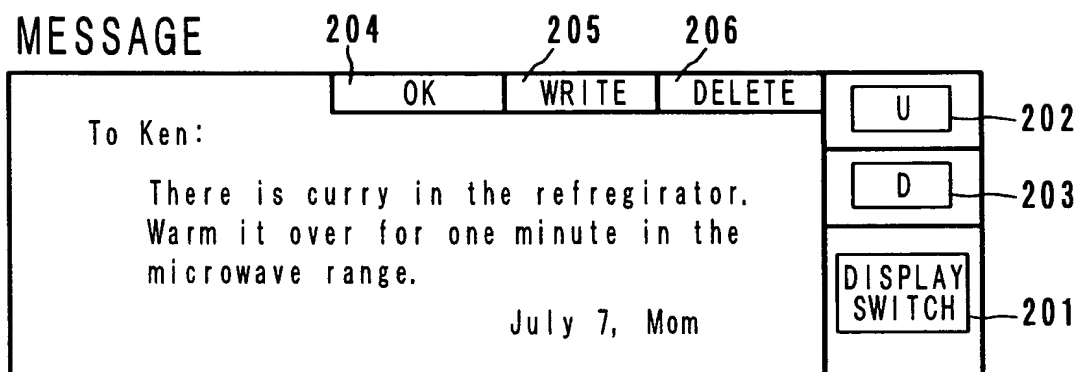 MESSAGE
204 205 206
OK WRITE DELETE
U 202
To Ken:
D 203
There is curry in the refregirator.
Warm it over for one minute in the
microwave range.
DISPLAY
SWITCH 201
July 7, Mom